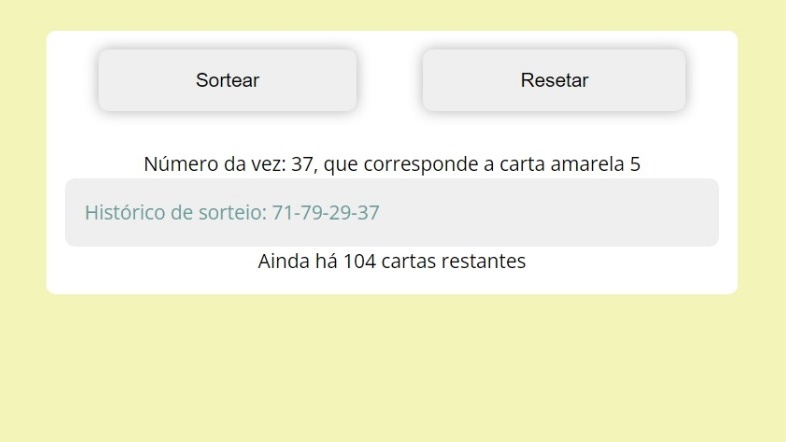 Sortear
Resetar
Número da vez: 37, que corresponde a carta amarela 5
Histórico de sorteio: 71-79-29-37
Ainda há 104 cartas restantes